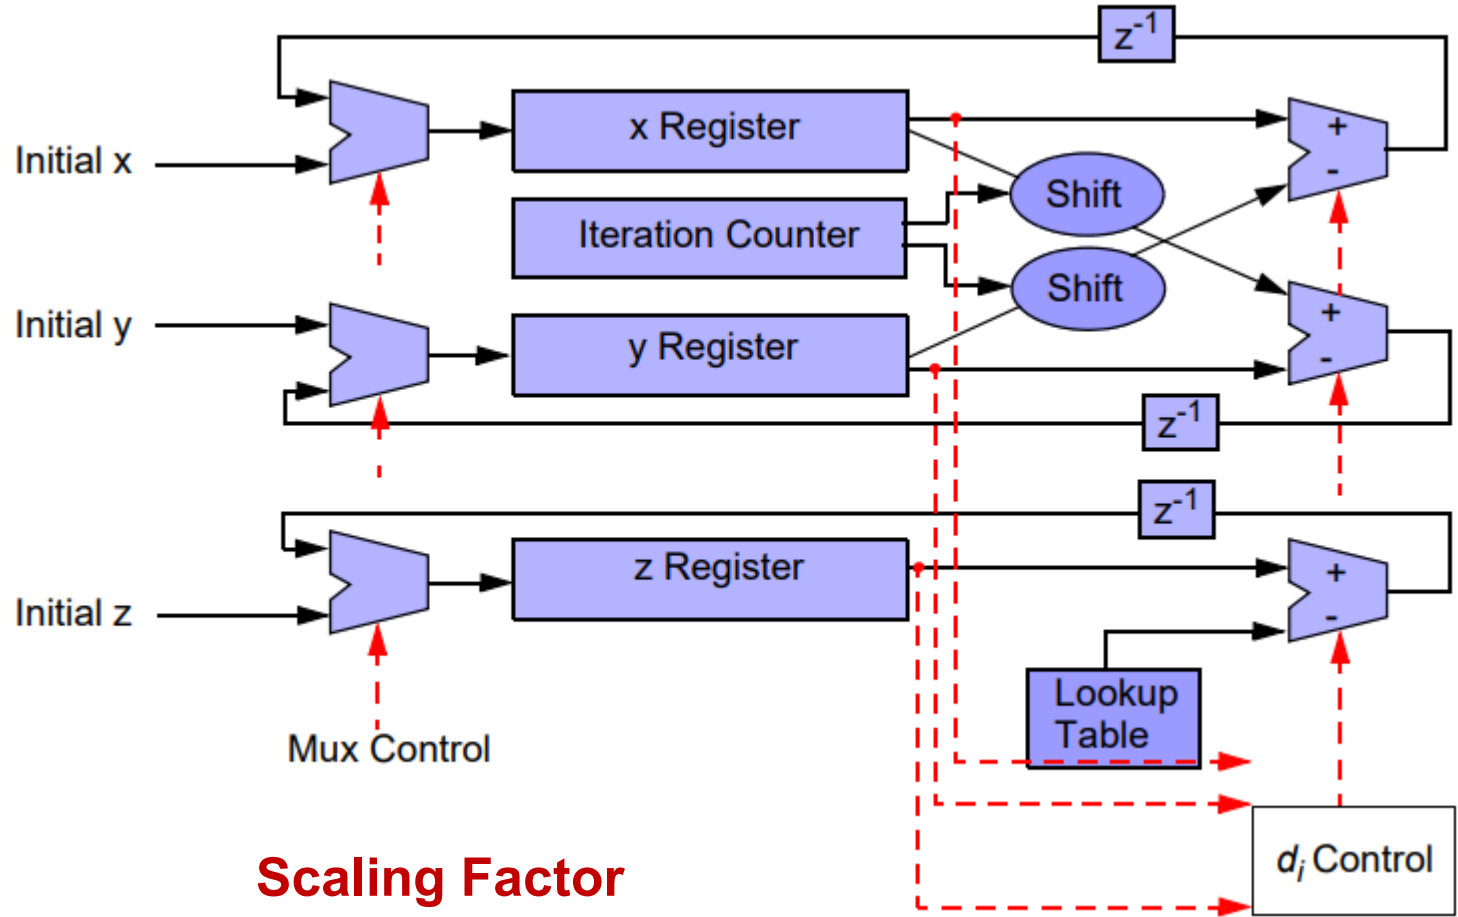 z-1
x Register
+
-
Initial x
Shift
Iteration Counter
Shift
Initial y
y Register
+
-
z-1
z-1
z Register
+
-
Initial z
Lookup
Table
Mux Control
di Control
Scaling Factor